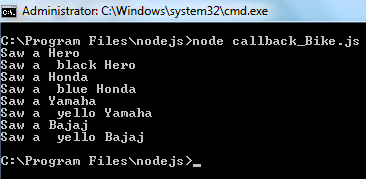 Administrator: C:\Windows\system32\cmd.exe
C:\Program Files\nodejs>node callback_Bike.js
Saw a Hero
Saw a  black Hero
Saw a Honda
Saw a  blue Honda
Saw a Yamaha
Saw a  yello Yamaha
Saw a Bajaj
Saw a  yello Bajaj
C:\Program Files\nodejs>_